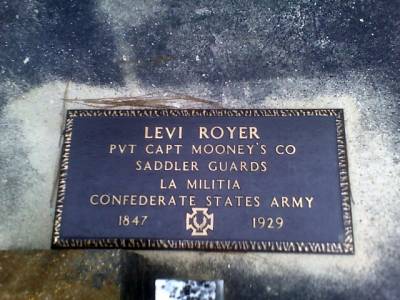 LEVI ROYER
PVT CAPT MOONEY'S CO
SADDLER GUARDS
LA MILITIA
CONFEDERATE STATES ARMY
1847 1929